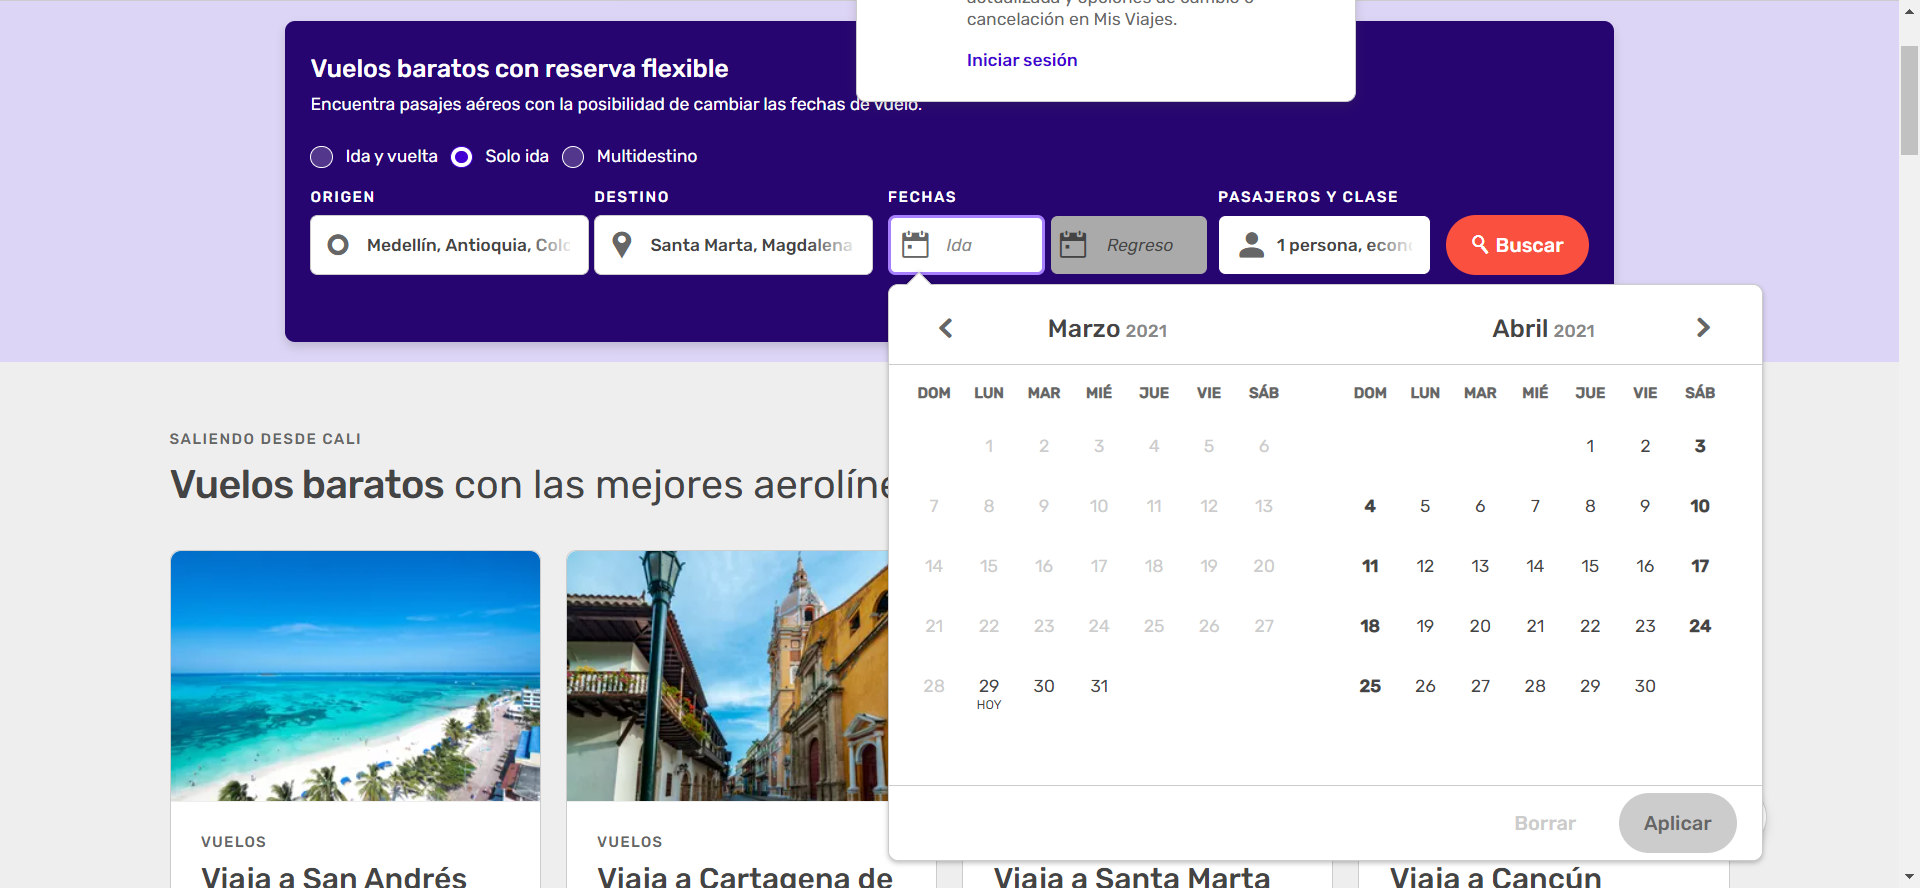 actualizada y opciones de cambio o
cancelación en Mis Viajes.
Iniciar sesión
Vuelos baratos con reserva flexible
Encuentra pasajes aéreos con la posibilidad de cambiar las fechas de vuelo.
Ida y vuelta Solo ida Multidestino
ORIGEN DESTINO FECHAS PASAJEROS Y CLASE
Medellín, Antioquia, Colo Santa Marta, Magdalena Ida Regreso 1 persona, econ Buscar
Marzo 2021 Abril 2021
DOM LUN MAR MIÉ JUE VIE SÁB DOM LUN MAR MIÉ JUE VIE SÁB
1 2 3 4 5 6 1 2 3
7 8 9 10 11 12 13 4 5 6 7 8 9 10
14 15 16 17 18 19 20 11 12 13 14 15 16 17
21 22 23 24 25 26 27 18 19 20 21 22 23 24
28 29 30 31 25 26 27 28 29 30
HOY
Borrar Aplicar
SALIENDO DESDE CALI
Vuelos baratos con las mejores aerolíne
VUELOS VUELOS
Viaja a San Andrés Viaja a Cartagena de Viaja a Santa Marta Viaja a Cancún